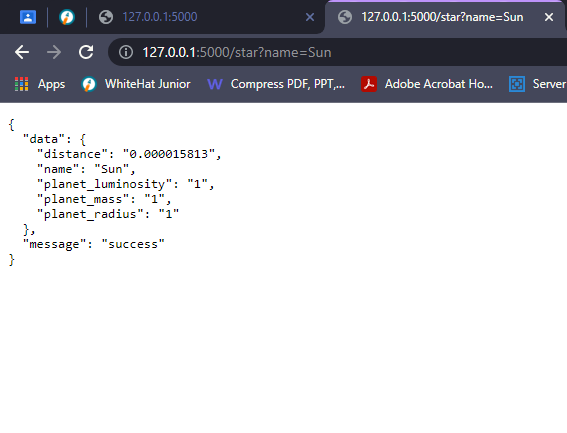 127.0.0.1:5000
127.0.0.1:5000/star?name=Sun
127.0.0.1:5000/star?name=Sun
Apps
WhiteHat Junior
Compress PDF, PPT,...
Adobe Acrobat Ho...
Server
{
"data": {
"distance": "0.000015813",
"name": "Sun",
"planet_luminosity": "1",
"planet_mass": "1",
"planet_radius": "1"
},
"message": "success"
}